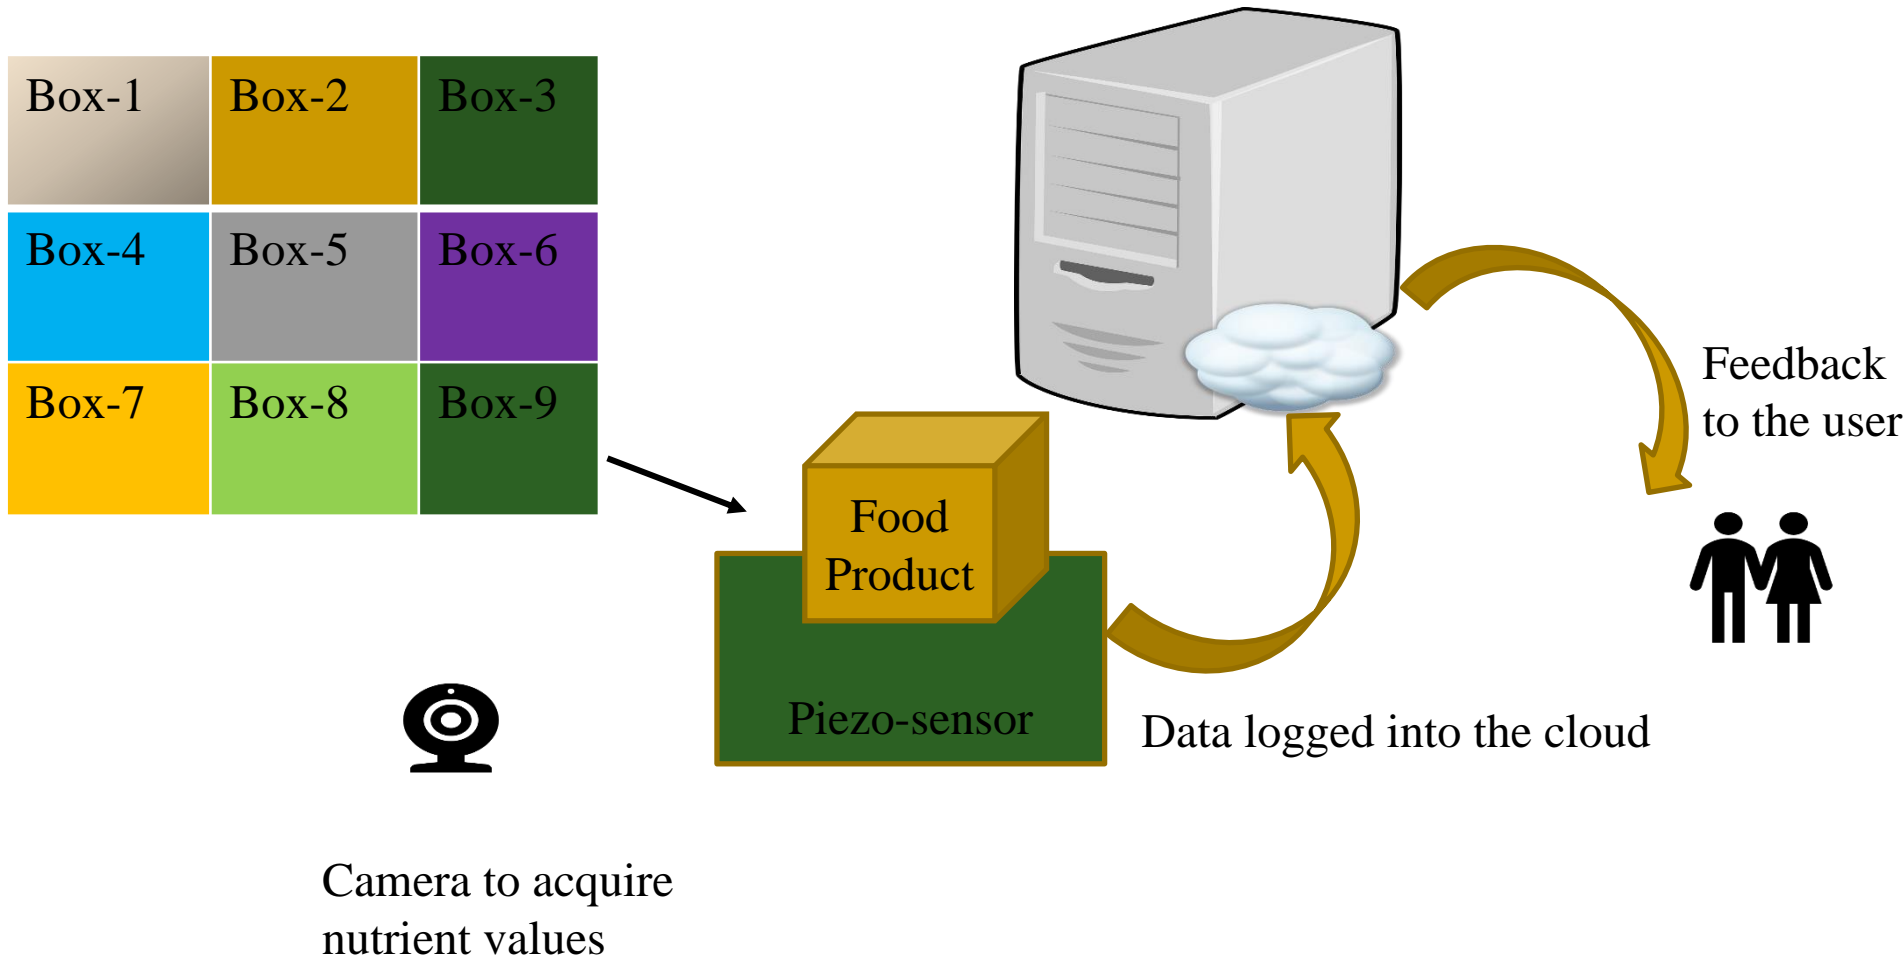 Box-1
Box-2
Box-3
Box-4
Box-5
Box-6
Box-7
Box-8
Box-9
Food
Product
Piezo-sensor
Feedback
to the user
Data logged into the cloud
Camera to acquire
nutrient values